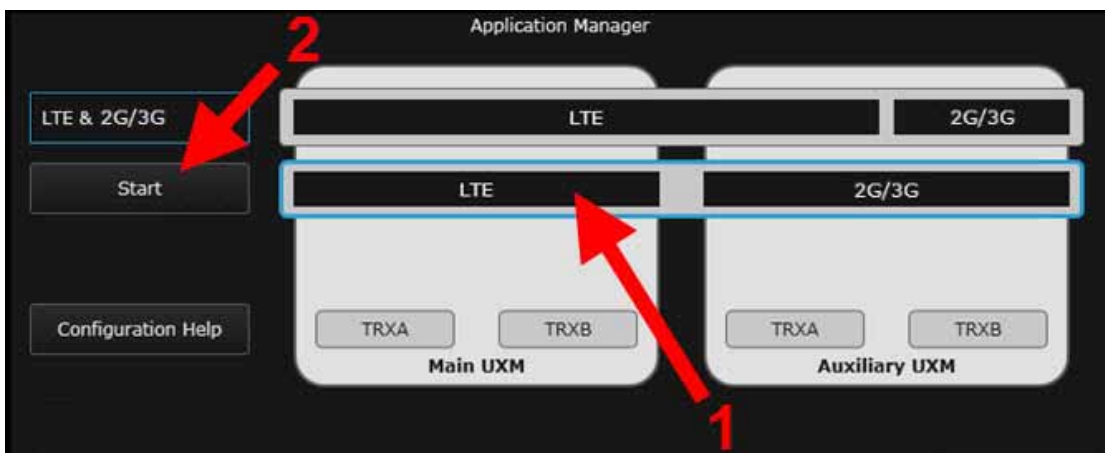 Application Manager
2
LTE & 2G/3G
LTE
2G/3G
Start
LTE
2G/3G
Configuration Help
TRXA
TRXB
TRXA
TRXB
Main UXM
Auxiliary UXM
1